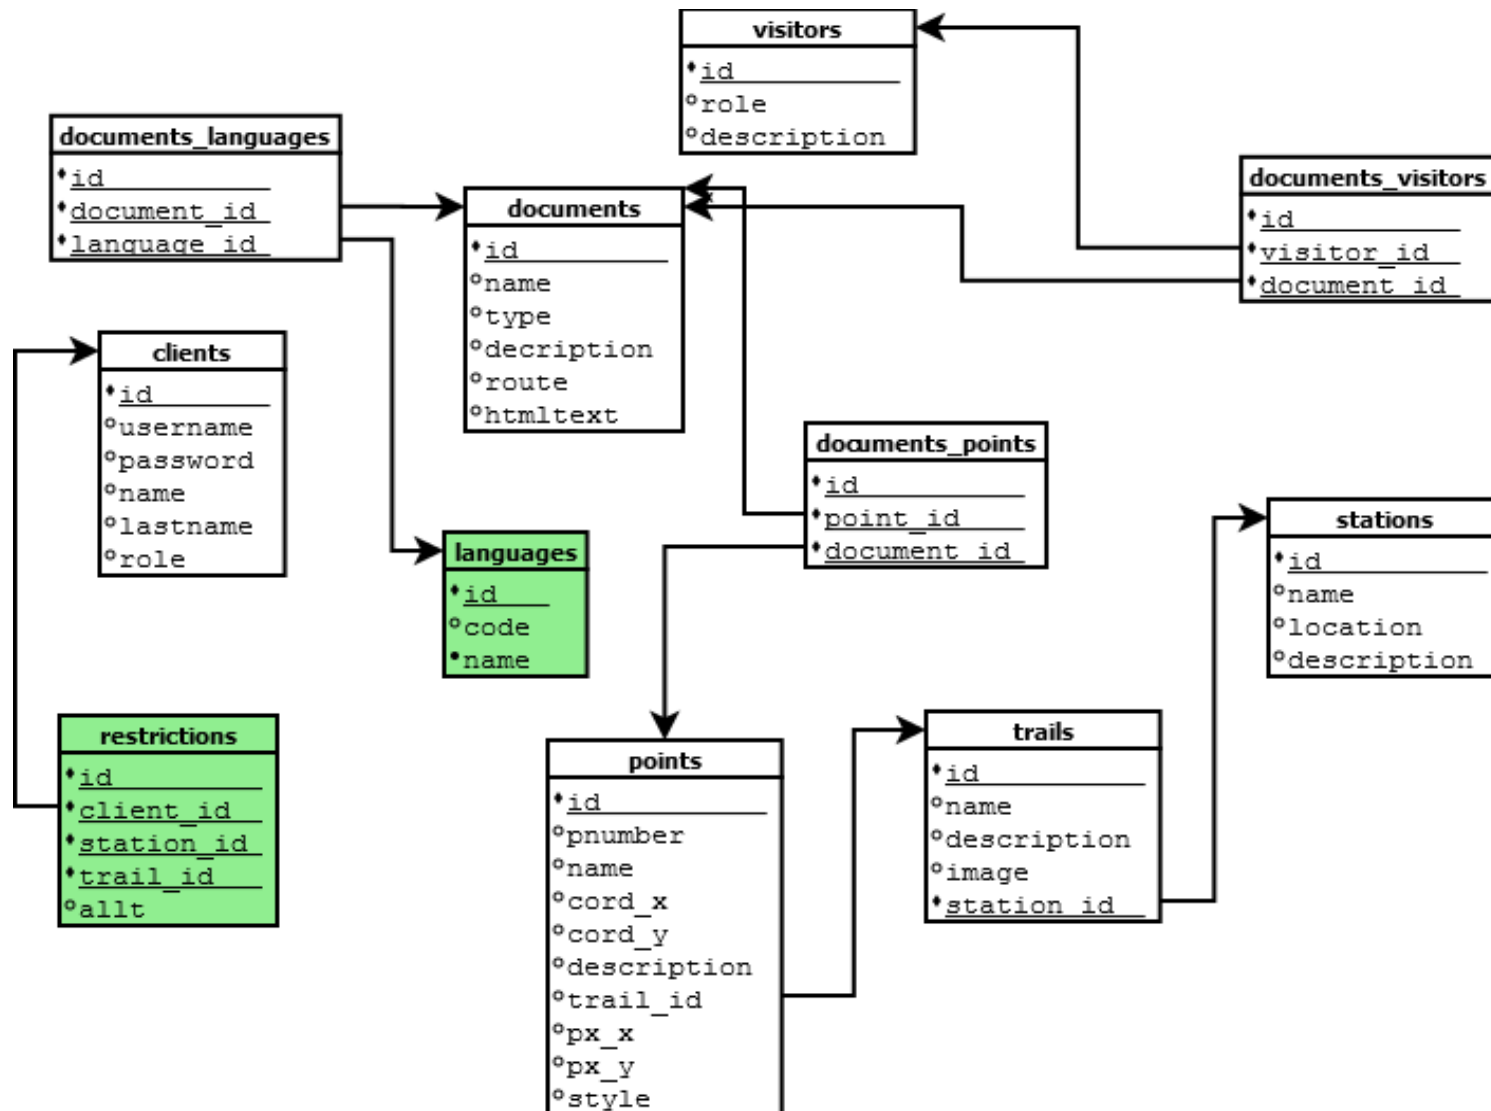 visitors
id
role
description
documents_languages
id
document_id
language_id
documents
id
name
type
decription
route
htmltext
documents_visitors
id
visitor_id
document_id
clients
id
username
password
name
lastname
role
languages
id
code
name
documents_points
id
point_id
document_id
stations
id
name
location
description
restrictions
id
client_id
station_id
trail_id
allt
points
id
pnumber
name
cord_x
cord_y
description
trail_id
px_x
px_y
style
trails
id
name
description
image
station_id